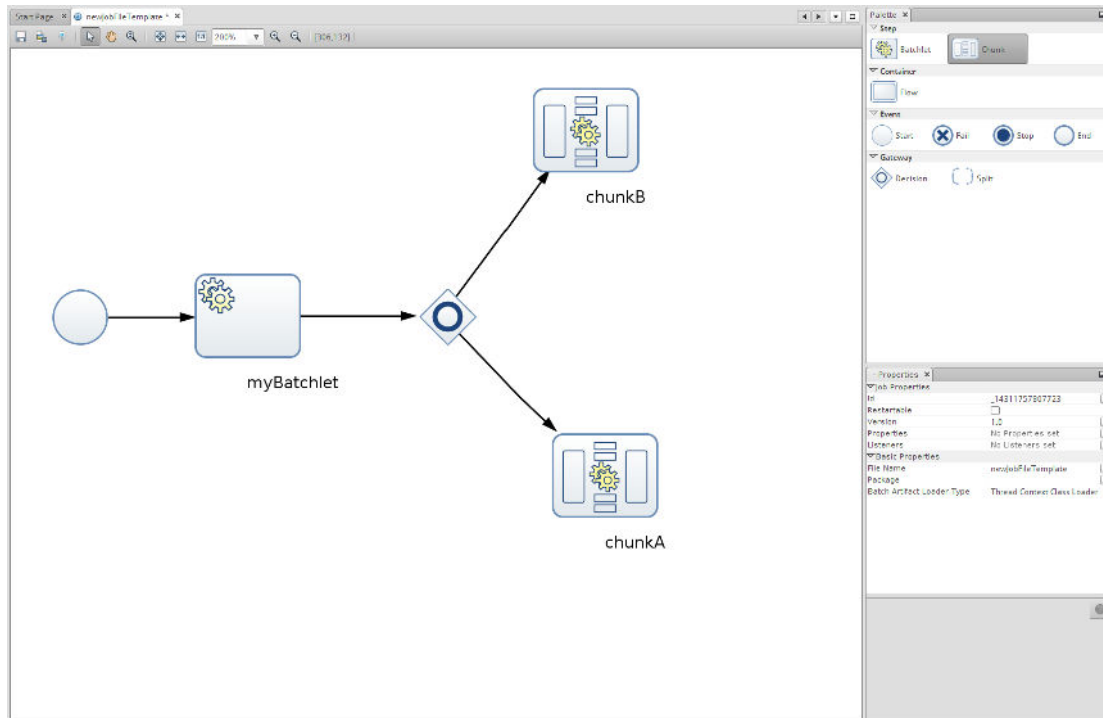 Start Page
newJobFileTemplate *
200%
[306,132]
chunkB
myBatchlet
chunkA
Palette
Step
Batchlet Chunk
Container
Flow
Event
Start Fail Stop End
Gateway
Decision Split
Properties
Job Properties
Id
Restartable
Version 1.0
Properties No Properties set
Listeners No Listeners set
Basic Properties
File Name newJobFileTemplate
Package
Batch Artifact Loader Type Thread Context Class Loader